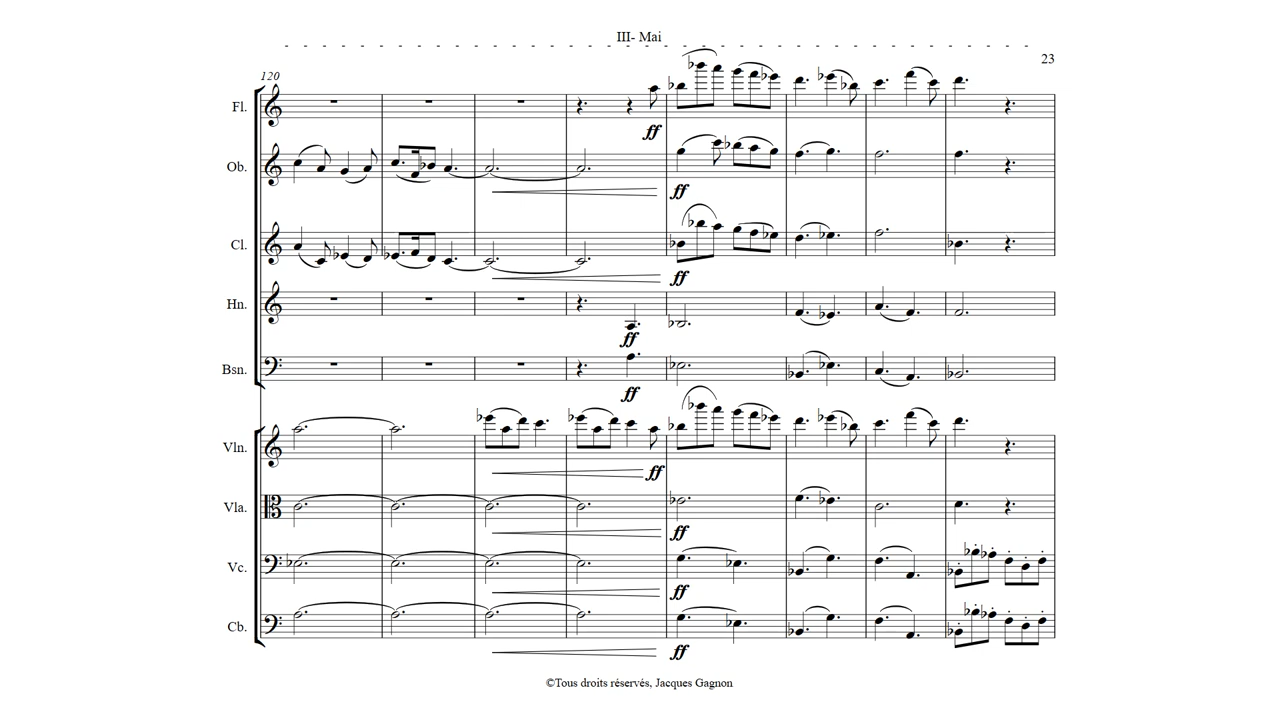 III- Mai
23
120
Fl.
ff
Ob.
ff
Cl.
ff
Hn.
ff
Bsn.
ff
Vln.
ff
Vla.
ff
Vc.
ff
Cb.
ff
©Tous droits réservés, Jacques Gagnon